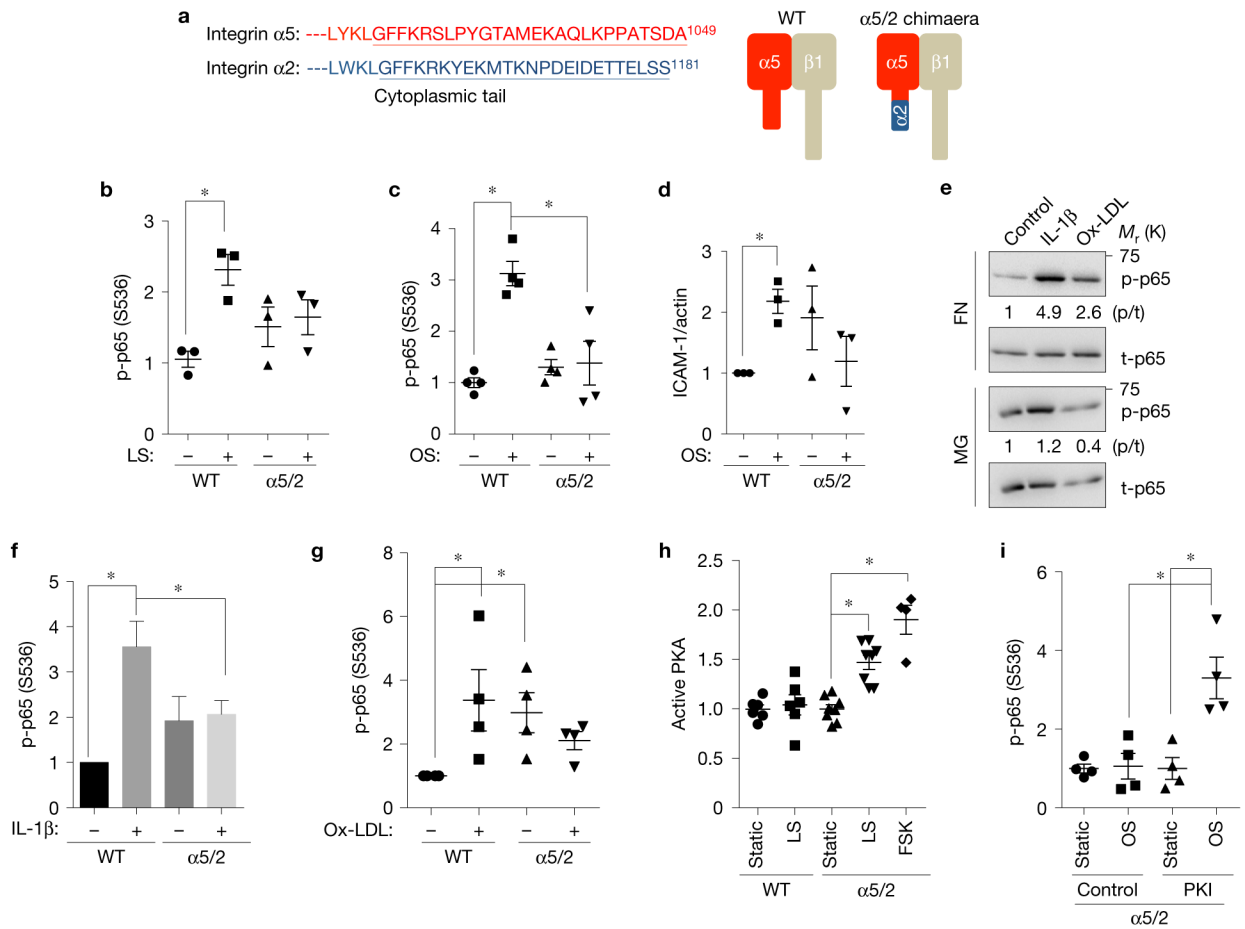 a
Integrin α5: ---LYKLGFFKRSLPYGTAMEKAQLKPPATSDA1049
Integrin α2: ---LWKLGFFKRKYEKMTKNPDEIDETTELSS1181
Cytoplasmic tail
WT
α5/2 chimaera
α5
β1
α5
β1
α2
b
*
3
2
1
0
p-p65 (S536)
LS:
–
+
–
+
WT
α5/2
c
*
*
4
3
2
1
0
p-p65 (S536)
OS:
–
+
–
+
WT
α5/2
d
*
3
2
1
0
ICAM-1/actin
OS:
–
+
–
+
WT
α5/2
e
Control
IL-1β
Ox-LDL
Mr (K)
75
p-p65
1 4.9 2.6 (p/t)
t-p65
FN
75
p-p65
1 1.2 0.4 (p/t)
t-p65
MG
f
*
*
5
4
3
2
1
0
p-p65 (S536)
IL-1β:
–
+
–
+
WT
α5/2
g
*
*
8
6
4
2
0
p-p65 (S536)
Ox-LDL:
–
+
–
+
WT
α5/2
h
*
*
2.5
2.0
1.5
1.0
0.5
0.0
Active PKA
Static
LS
Static
LS
FSK
WT
α5/2
i
*
*
6
4
2
0
p-p65 (S536)
Static
OS
Static
OS
Control
PKI
α5/2